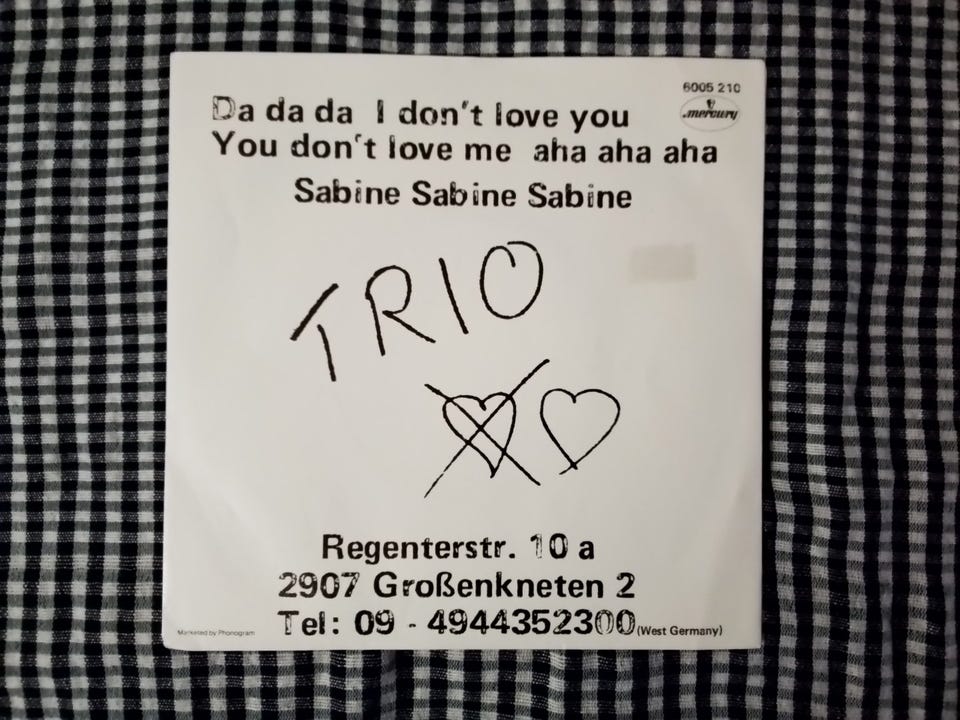 6005 210
mercury
Da da da I don't love you
You don't love me aha aha aha
Sabine Sabine Sabine
TRIO
Regenterstr. 10 a
2907 Großenkneten 2
Tel: 09 - 4944352300 (West Germany)
Marketed by Phonogram